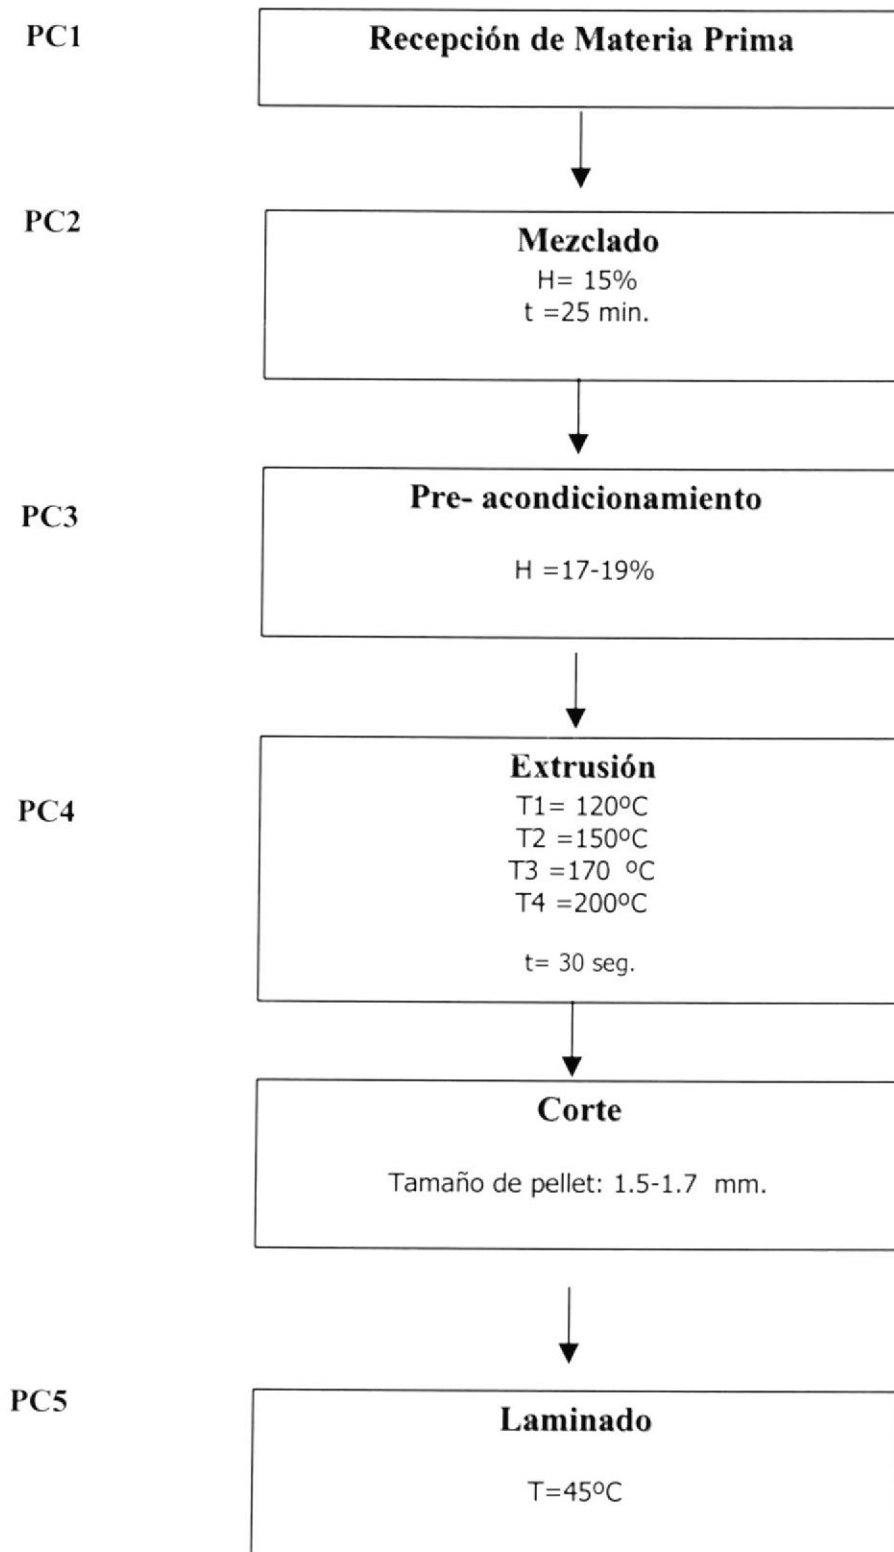 PC1
Recepción de Materia Prima
PC2
Mezclado
H= 15%
t =25 min.
PC3
Pre- acondicionamiento
H =17-19%
PC4
Extrusión
T1= 120ºC
T2 =150ºC
T3 =170 ºC
T4 =200ºC
t= 30 seg.
Corte
Tamaño de pellet: 1.5-1.7 mm.
PC5
Laminado
T=45ºC